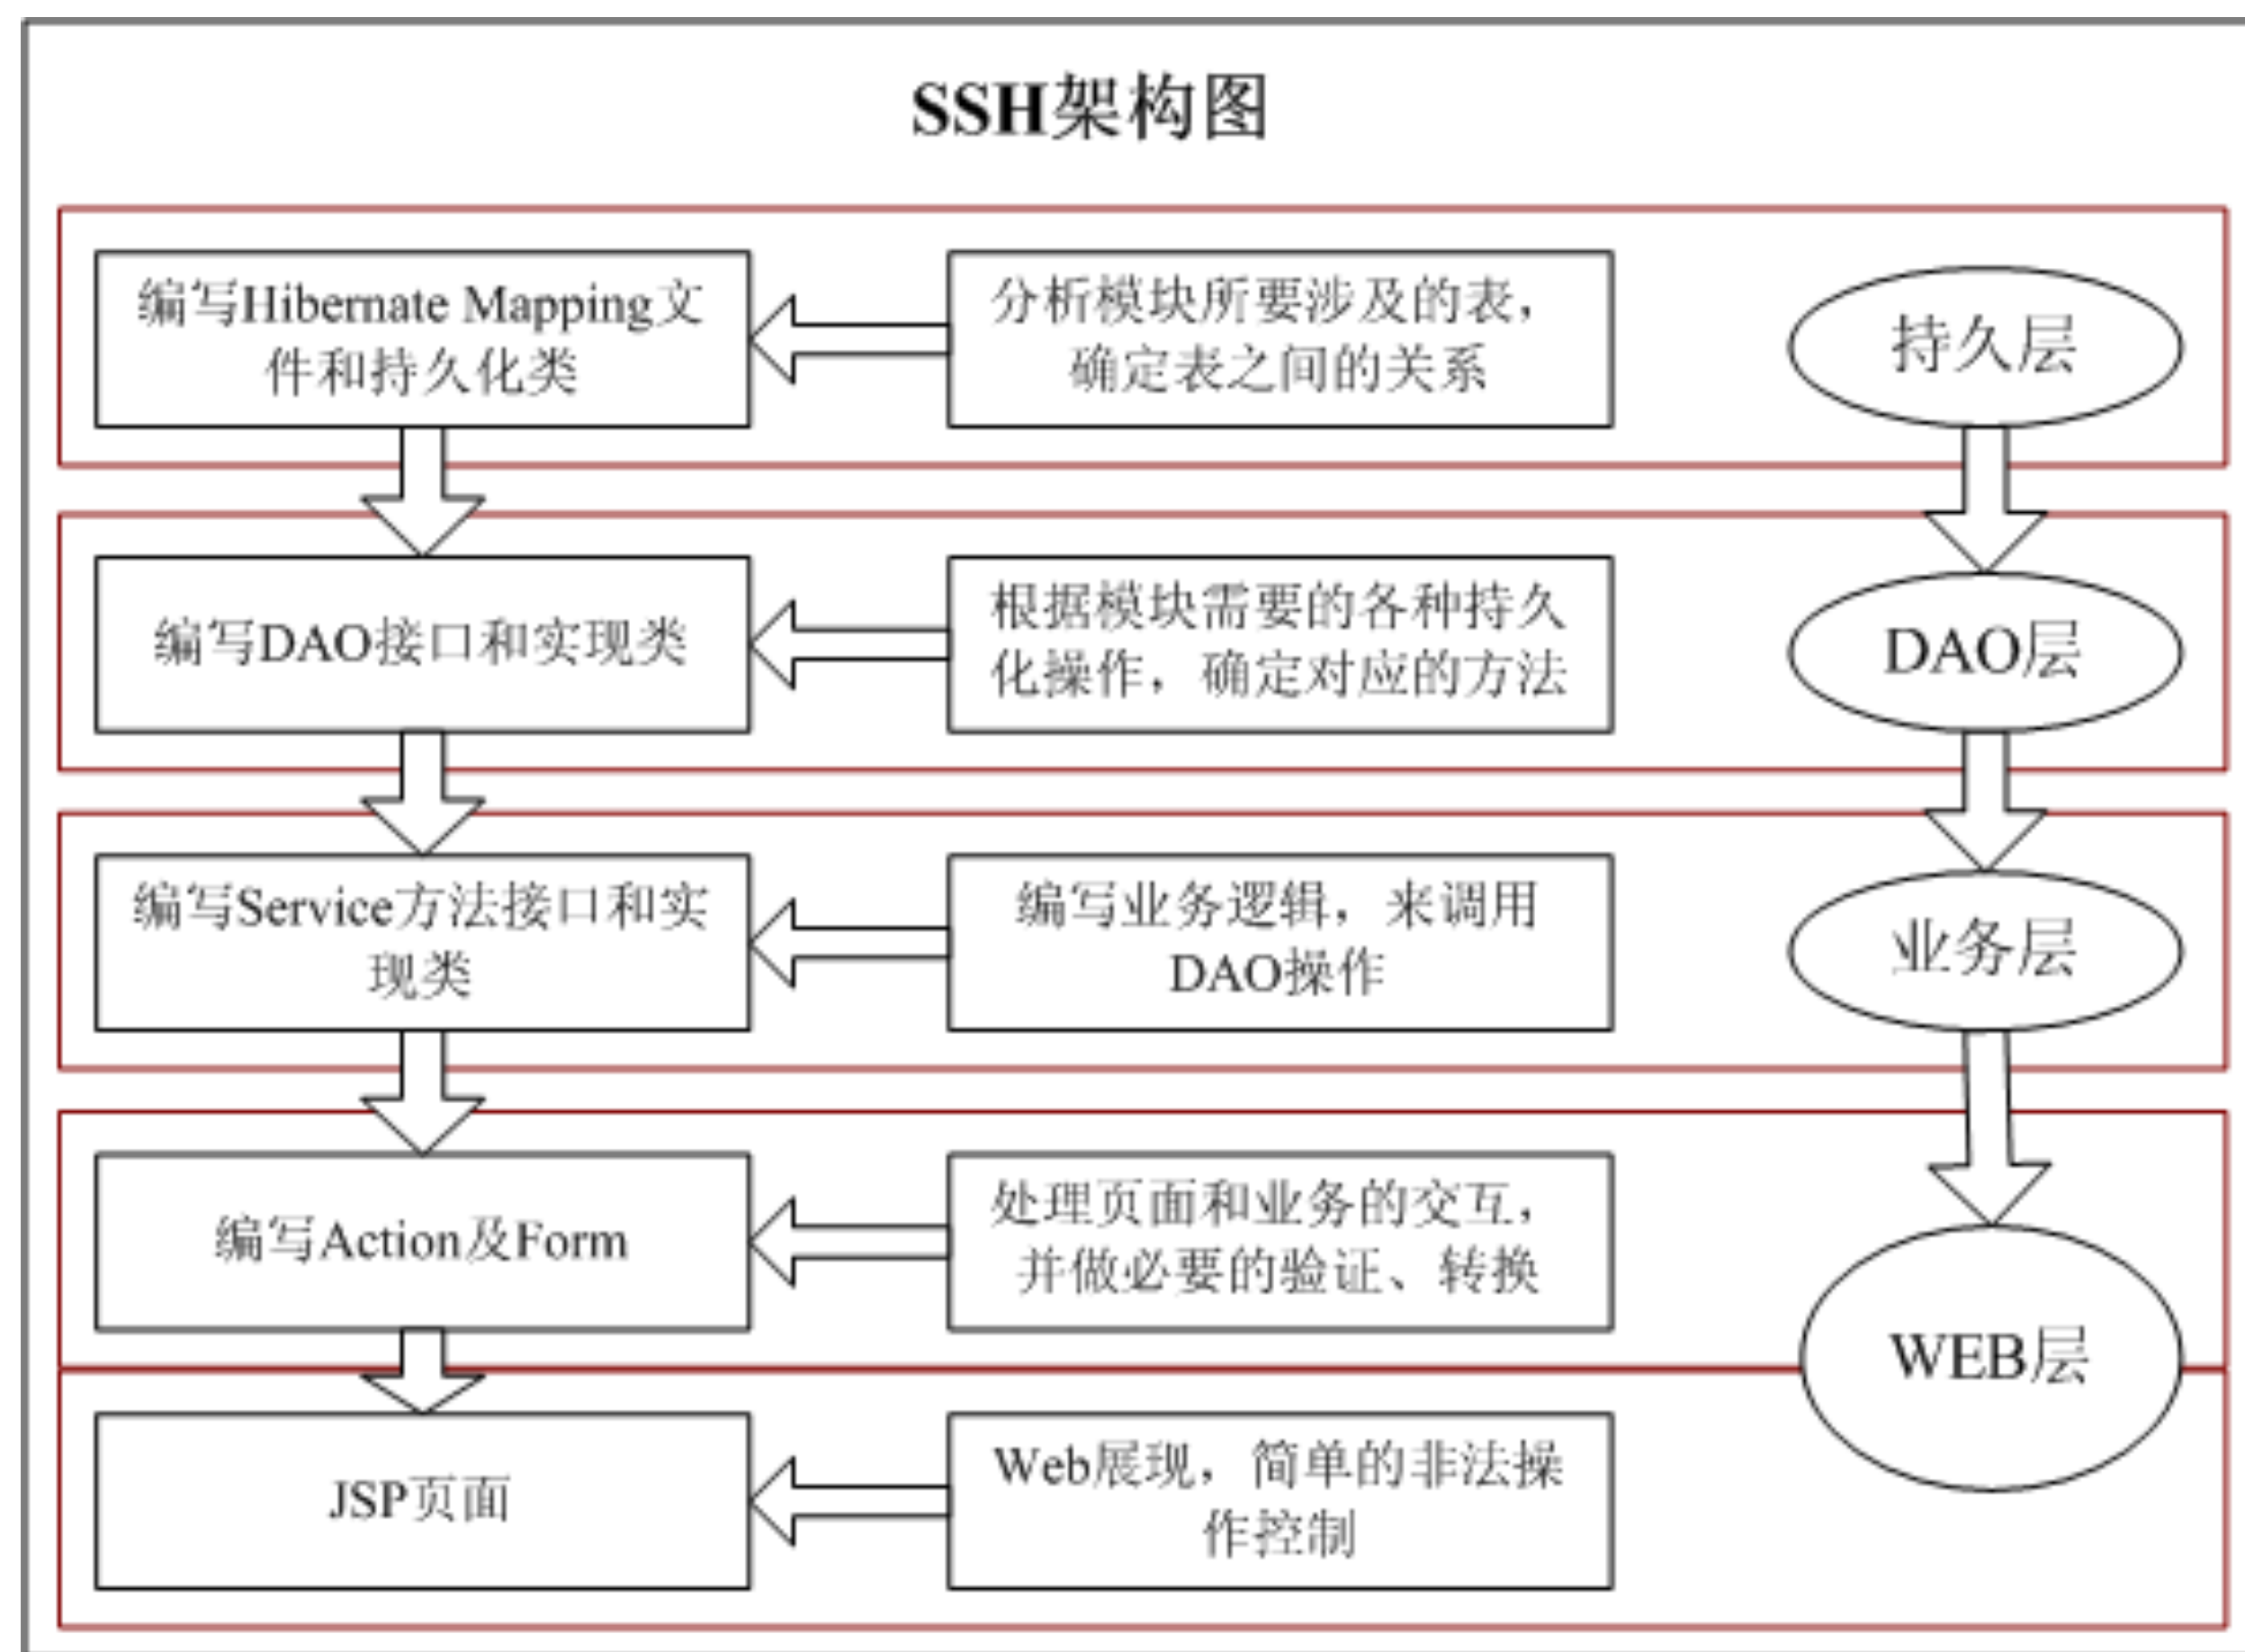 SSH架构图
编写Hibernate Mapping文
件和持久化类
分析模块所要涉及的表，
确定表之间的关系
持久层
编写DAO接口和实现类
根据模块需要的各种持久
化操作，确定对应的方法
DAO层
编写Service方法接口和实
现类
编写业务逻辑，来调用
DAO操作
业务层
编写Action及Form
处理页面和业务的交互，
并做必要的验证、转换
WEB层
JSP页面
Web展现，简单的非法操
作控制